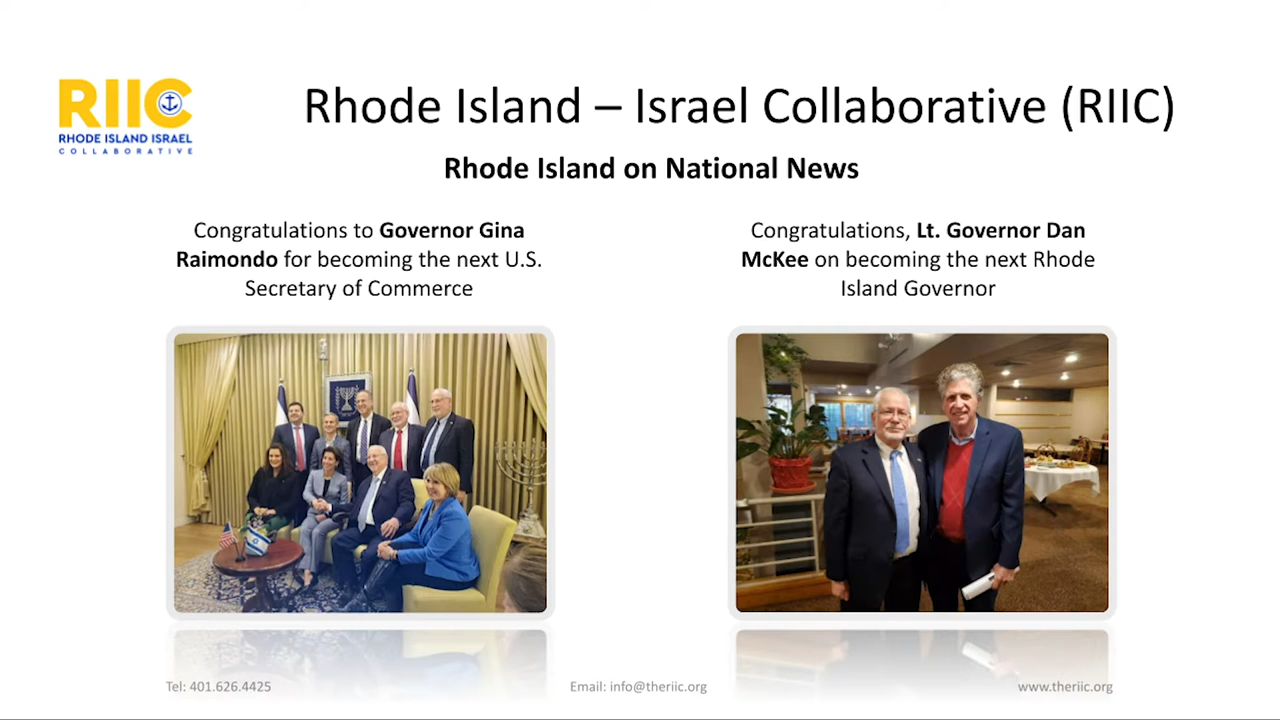 RIIC
RHODE ISLAND ISRAEL
COLLABORATIVE
Rhode Island – Israel Collaborative (RIIC)
Rhode Island on National News
Congratulations to Governor Gina
Raimondo for becoming the next U.S.
Secretary of Commerce
Congratulations, Lt. Governor Dan
McKee on becoming the next Rhode
Island Governor
Tel: 401.626.4425
Email: info@theriic.org
www.theriic.org